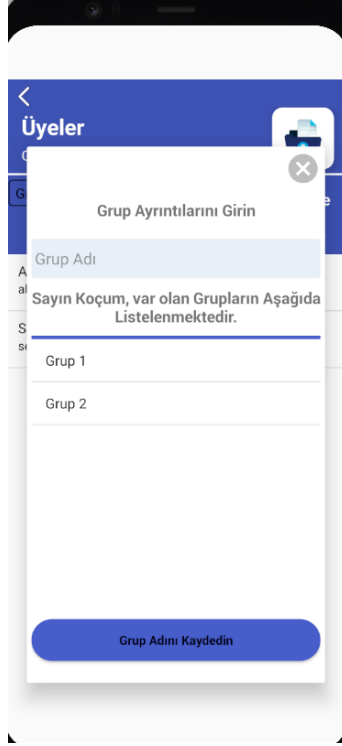 Üyeler
Grup Ayrıntılarını Girin
Grup Adı
Sayın Koçum, var olan Grupların Aşağıda
Listelenmektedir.
Grup 1
Grup 2
Grup Adını Kaydedin